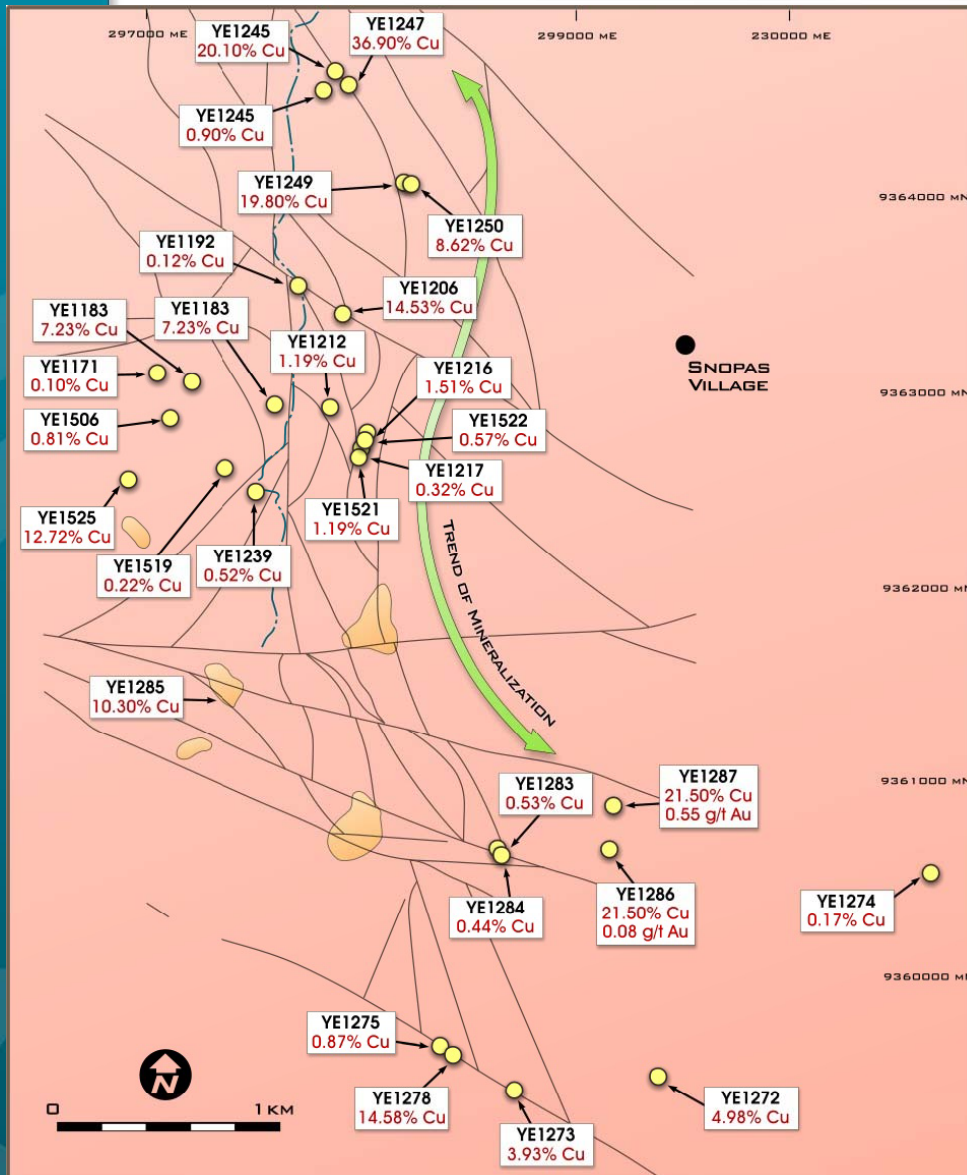 297000 mE
299000 mE
230000 mE
YE1245
20.10% Cu
YE1247
36.90% Cu
YE1245
0.90% Cu
YE1249
19.80% Cu
9364000 mN
YE1250
8.62% Cu
YE1192
0.12% Cu
YE1206
14.53% Cu
YE1183
7.23% Cu
YE1183
7.23% Cu
YE1212
1.19% Cu
Snopas
Village
YE1171
0.10% Cu
YE1216
1.51% Cu
9363000 mN
YE1506
0.81% Cu
YE1522
0.57% Cu
YE1217
0.32% Cu
YE1525
12.72% Cu
YE1521
1.19% Cu
YE1519
0.22% Cu
YE1239
0.52% Cu
Trend of Mineralization
9362000 mN
YE1285
10.30% Cu
9361000 mN
YE1283
0.53% Cu
YE1287
21.50% Cu
0.55 g/t Au
YE1284
0.44% Cu
YE1286
21.50% Cu
0.08 g/t Au
YE1274
0.17% Cu
9360000 mN
YE1275
0.87% Cu
N
0 1 km
YE1278
14.58% Cu
YE1273
3.93% Cu
YE1272
4.98% Cu